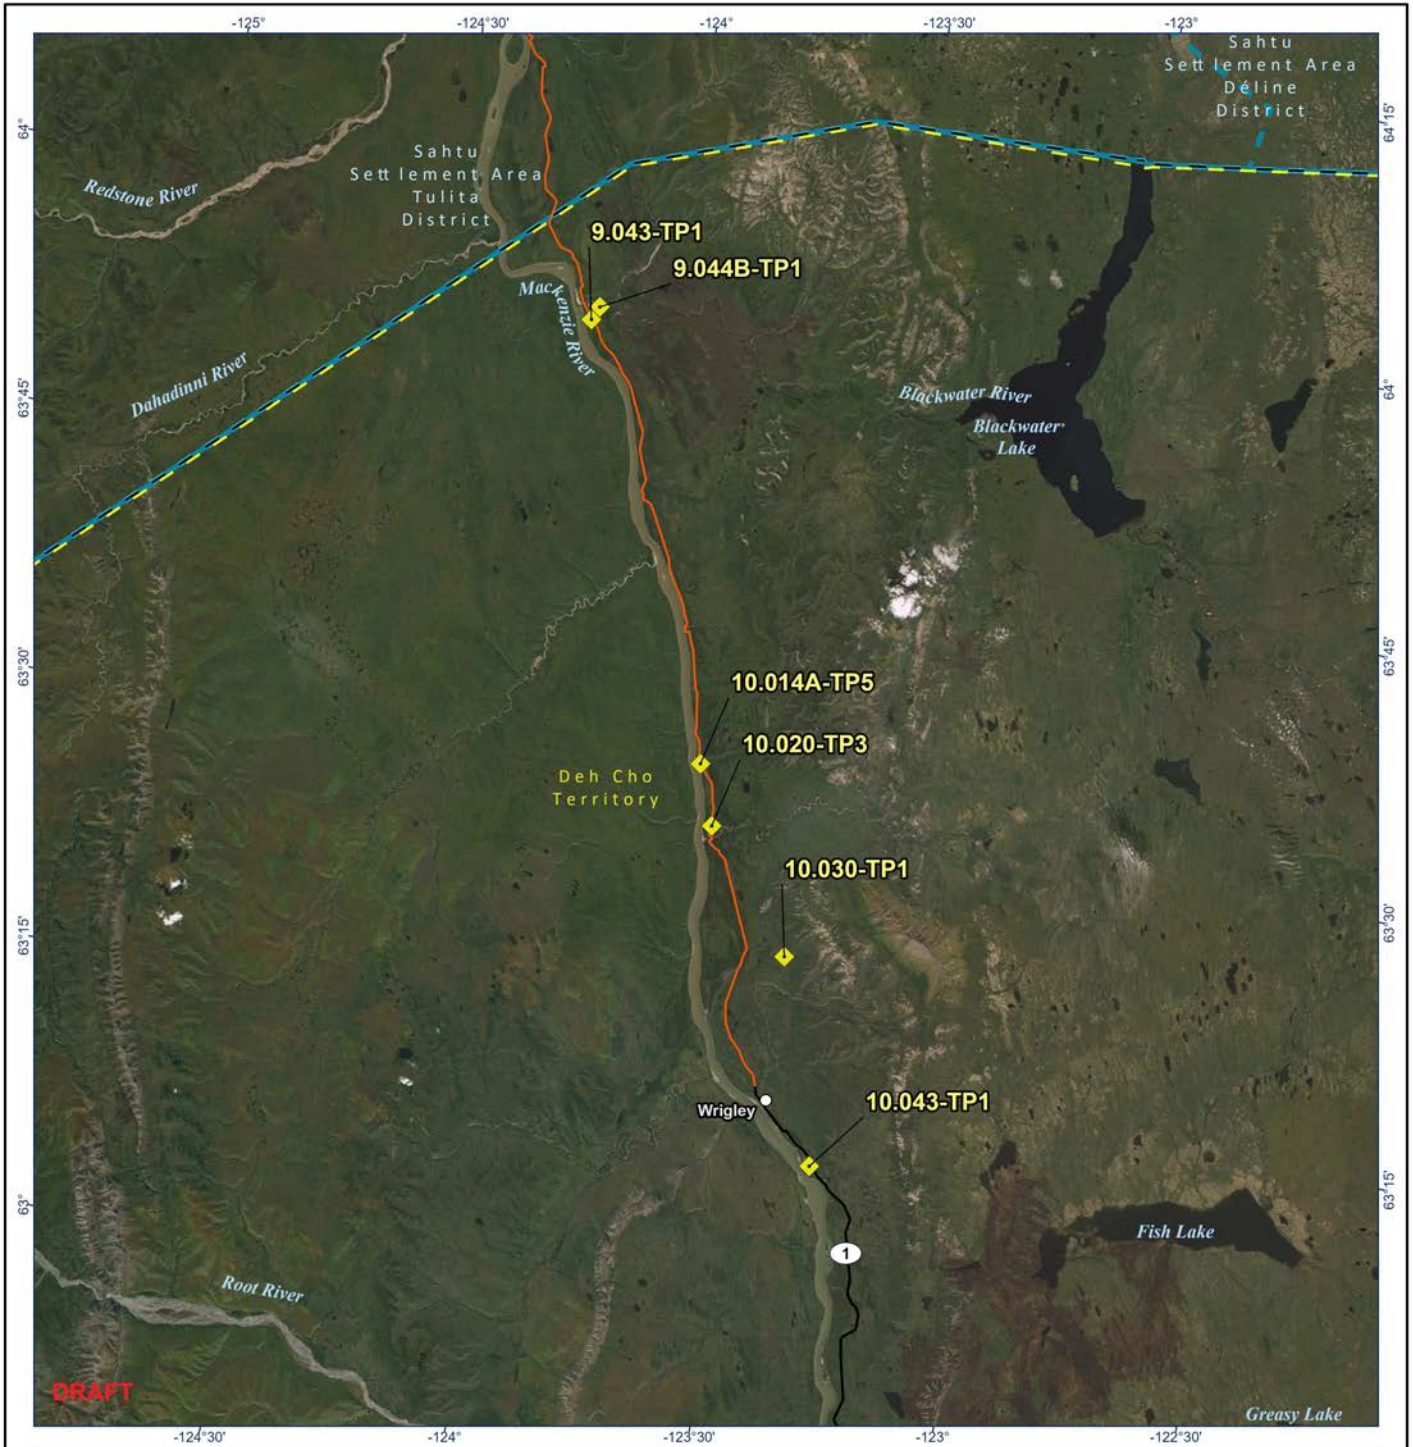 -125°
-124°30'
-124°
-123°30'
-123°
Sahtu
Settlement Area
Déline
District
64°
64°15'
Sahtu
Settlement Area
Tulita
District
Redstone River
9.043-TP1
9.044B-TP1
Mackenzie River
Dahadinni River
63°45'
64°
Blackwater River
Blackwater
Lake
63°30'
63°45'
10.014A-TP5
10.020-TP3
Deh Cho
Territory
10.030-TP1
63°15'
63°30'
Wrigley
10.043-TP1
63°
63°15'
Fish Lake
1
Root River
DRAFT
Greasy Lake
-124°30'
-124°
-123°30'
-123°
-122°30'